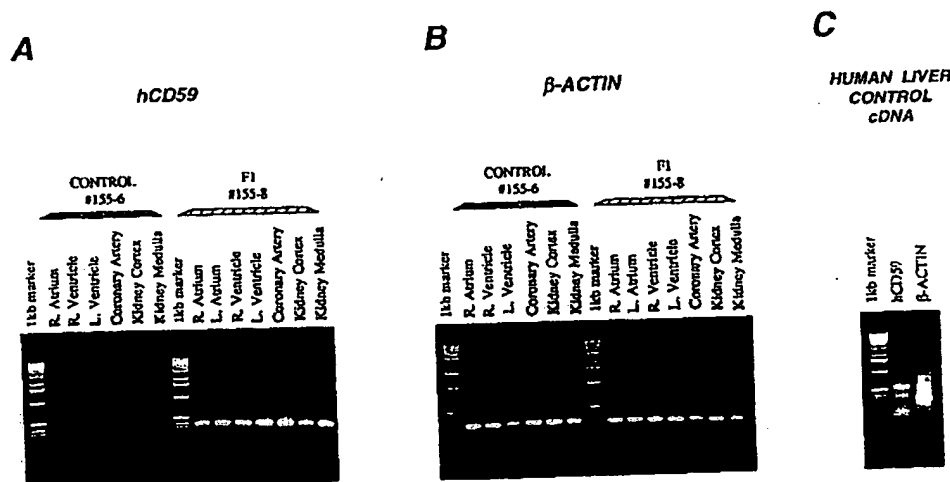 A
hCD59
CONTROL
#155-6
F1
#155-8
1kb marker
R. Atrium
R. Ventricle
L. Ventricle
Coronary Artery
Kidney Cortex
Kidney Medulla
1kb marker
R. Atrium
L. Atrium
R. Ventricle
L. Ventricle
Coronary Artery
Kidney Cortex
Kidney Medulla
B
β-ACTIN
CONTROL
#155-6
F1
#155-8
1kb marker
R. Atrium
R. Ventricle
L. Ventricle
Coronary Artery
Kidney Cortex
Kidney Medulla
1kb marker
R. Atrium
L. Atrium
R. Ventricle
L. Ventricle
Coronary Artery
Kidney Cortex
Kidney Medulla
C
HUMAN LIVER
CONTROL
cDNA
1kb marker
hCD59
β-ACTIN